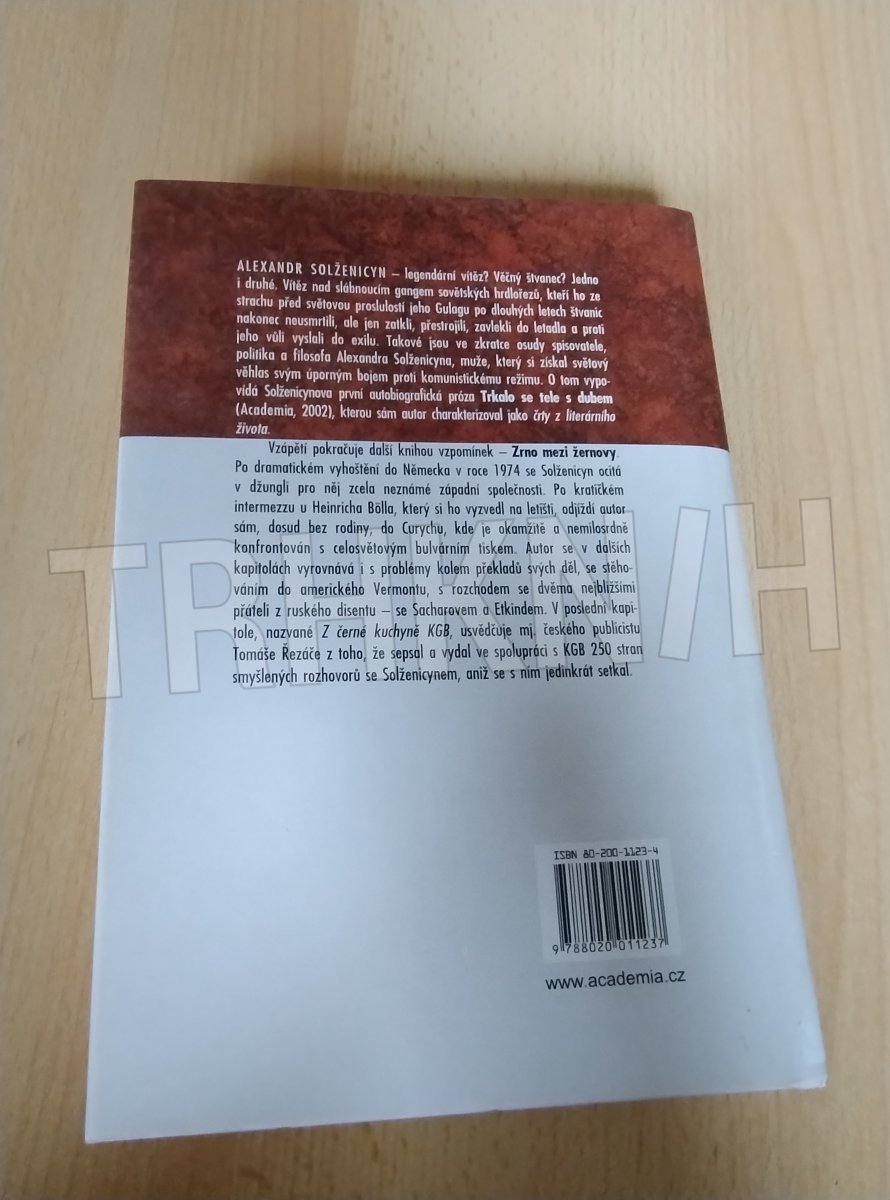 ALEXANDR SOLŽENICYN – legendární vítěz? Věčný štvanec? Jedno
i druhé. Vítěz nad slábnoucím gangem sovětských hrdlořezů, kteří ho ze
strachu před světovou proslulostí jeho Gulagu po dlouhých letech štvanic
nakonec neusmrtili, ale jen zatkli, přestrojili, zavlekli do letadla a proti
jeho vůli vyslali do exilu. Takové jsou ve zkratce osudy spisovatele,
politika a filosofa Alexandra Solženicyna, muže, který si získal světový
věhlas svým úporným bojem proti komunistickému režimu. O tom vypo-
vídá Solženicynova první autobiografická próza Trkalo se tele s dubem
(Academia, 2002), kterou sám autor charakterizoval jako črty z literárního
života.
Vzápětí pokračuje další knihou vzpomínek – Zrno mezi žernovy.
Po dramatickém vyhoštění do Německa v roce 1974 se Solženicyn ocitá
v džungli pro něj zcela neznámé západní společnosti. Po kratičkém
intermezzu u Heinricha Bölla, který si ho vyzvedl na letišti, odjíždí autor
sám, dosud bez rodiny, do Curychu, kde je okamžitě a nemilosrdně
konfrontován s celosvětovým bulvárním tiskem. Autor se v dalších
kapitolách vyrovnává i s problémy kolem překladů svých děl, se stěho-
váním do amerického Vermontu, s rozchodem se dvěma nejbližšími
přáteli z ruského disentu – se Sacharovem a Etkindem. V poslední kapi-
tole, nazvané Z černé kuchyně KGB, usvědčuje mj. českého publicistu
Tomáše Řezáče z toho, že sepsal a vydal ve spolupráci s KGB 250 stran
smyšlených rozhovorů se Solženicynem, aniž se s ním jedinkrát setkal.
TRHKNIH
ISBN 80-200-1123-4
9 788020 011237
www.academia.cz